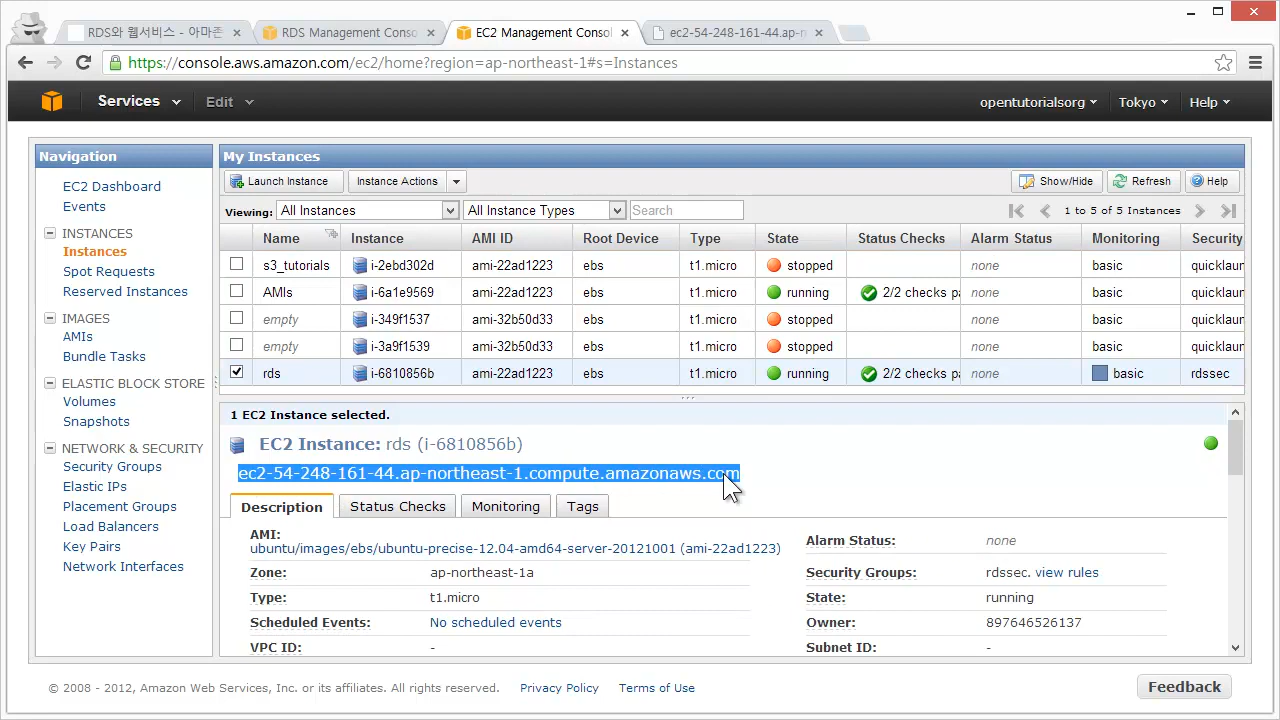 RDS와 웹서비스 - 아마존
RDS Management Conso
EC2 Management Consol
ec2-54-248-161-44.ap-n
https://console.aws.amazon.com/ec2/home?region=ap-northeast-1#s=Instances
Services
Edit
opentutorialsorg
Tokyo
Help
Navigation
EC2 Dashboard
Events
INSTANCES
Instances
Spot Requests
Reserved Instances
IMAGES
AMIs
Bundle Tasks
ELASTIC BLOCK STORE
Volumes
Snapshots
NETWORK & SECURITY
Security Groups
Elastic IPs
Placement Groups
Load Balancers
Key Pairs
Network Interfaces
My Instances
Launch Instance
Instance Actions
Show/Hide
Refresh
Help
Viewing: All Instances All Instance Types Search
1 to 5 of 5 Instances
Name Instance AMI ID Root Device Type State Status Checks Alarm Status Monitoring Security
s3_tutorials i-2ebd302d ami-22ad1223 ebs t1.micro stopped none basic quicklaun
AMIs i-6a1e9569 ami-22ad1223 ebs t1.micro running 2/2 checks pa none basic quicklaun
empty i-349f1537 ami-32b50d33 ebs t1.micro stopped none basic quicklaun
empty i-3a9f1539 ami-32b50d33 ebs t1.micro stopped none basic quicklaun
rds i-6810856b ami-22ad1223 ebs t1.micro running 2/2 checks pa none basic rdssec
1 EC2 Instance selected.
EC2 Instance: rds (i-6810856b)
ec2-54-248-161-44.ap-northeast-1.compute.amazonaws.com
Description
Status Checks
Monitoring
Tags
AMI:
ubuntu/images/ebs/ubuntu-precise-12.04-amd64-server-20121001 (ami-22ad1223)
Alarm Status: none
Zone: ap-northeast-1a
Security Groups: rdssec. view rules
Type: t1.micro
State: running
Scheduled Events: No scheduled events
Owner: 897646526137
VPC ID: -
Subnet ID: -
© 2008 - 2012, Amazon Web Services, Inc. or its affiliates. All rights reserved.
Privacy Policy
Terms of Use
Feedback